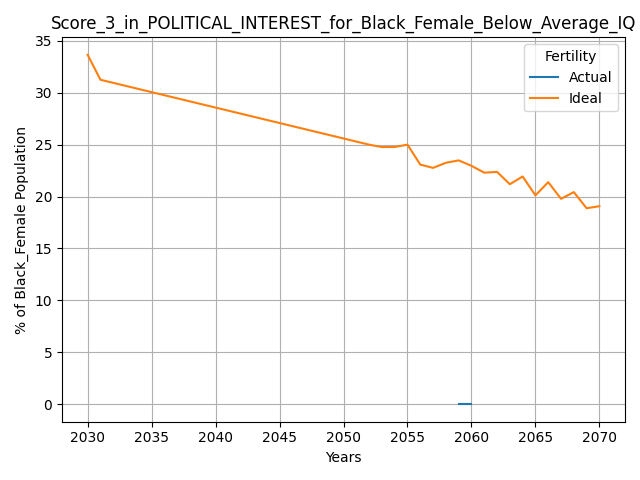 Score_3_in_POLITICAL_INTEREST_for_Black_Female_Below_Average_IQ
35
30
25
20
15
10
5
0
% of Black_Female Population
Fertility
Actual
Ideal
2030
2035
2040
2045
2050
2055
2060
2065
2070
Years